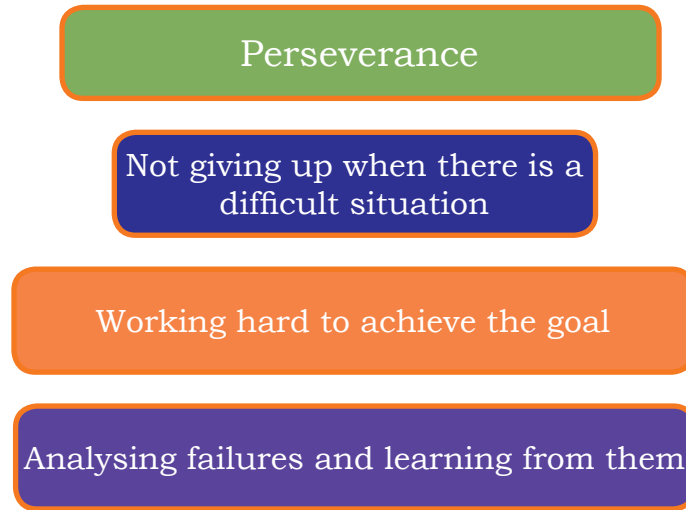 Perseverance
Not giving up when there is a
difficult situation
Working hard to achieve the goal
Analysing failures and learning from them